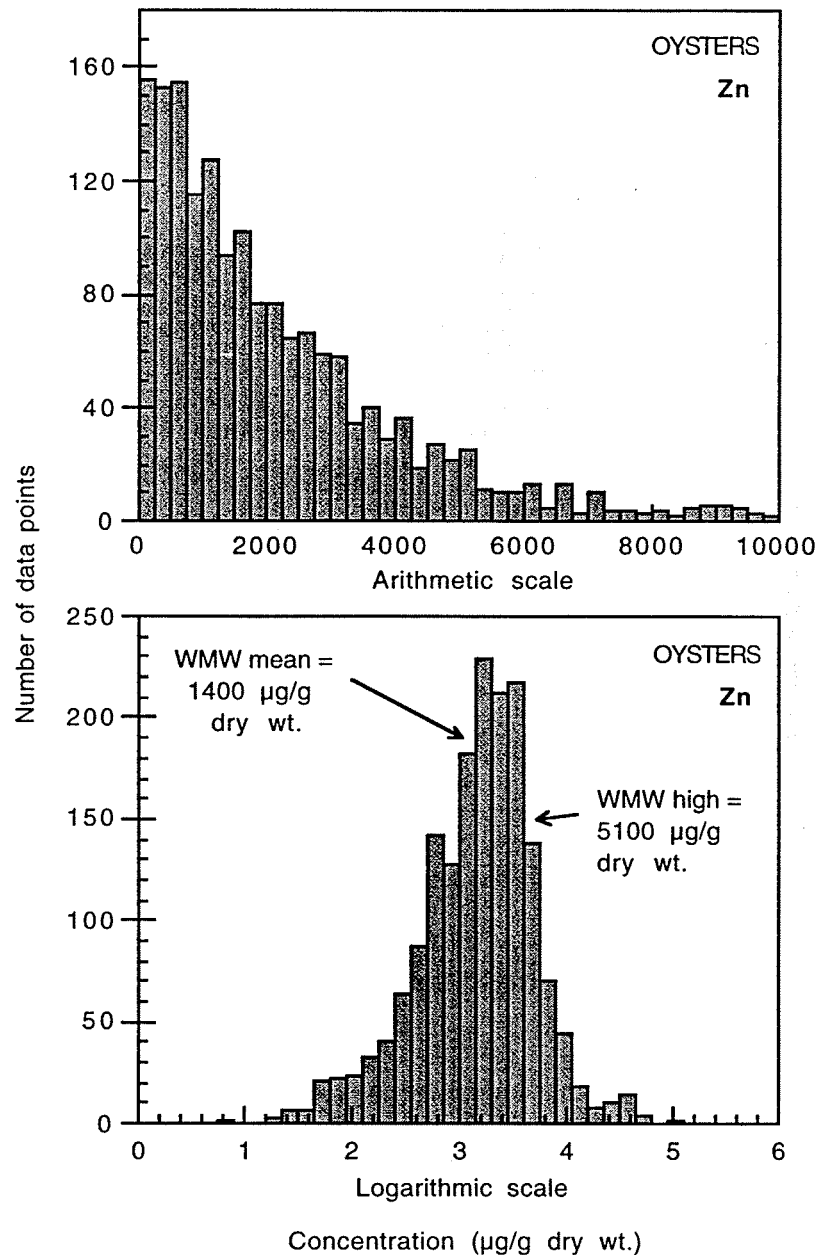 OYSTERS
Zn
160
120
80
40
0
0 2000 4000 6000 8000 10000
Arithmetic scale
Number of data points
250
200
150
100
50
0
OYSTERS
Zn
WMW mean =
1400 µg/g
dry wt.
WMW high =
5100 µg/g
dry wt.
0 1 2 3 4 5 6
Logarithmic scale
Concentration (µg/g dry wt.)